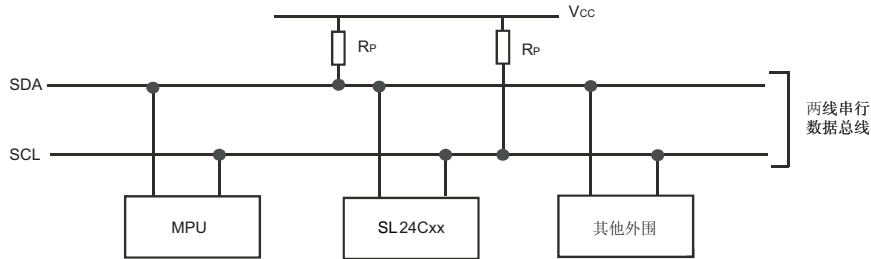 VCC
RP
RP
SDA
两线串行
数据总线
SCL
MPU
SL24Cxx
其他外围